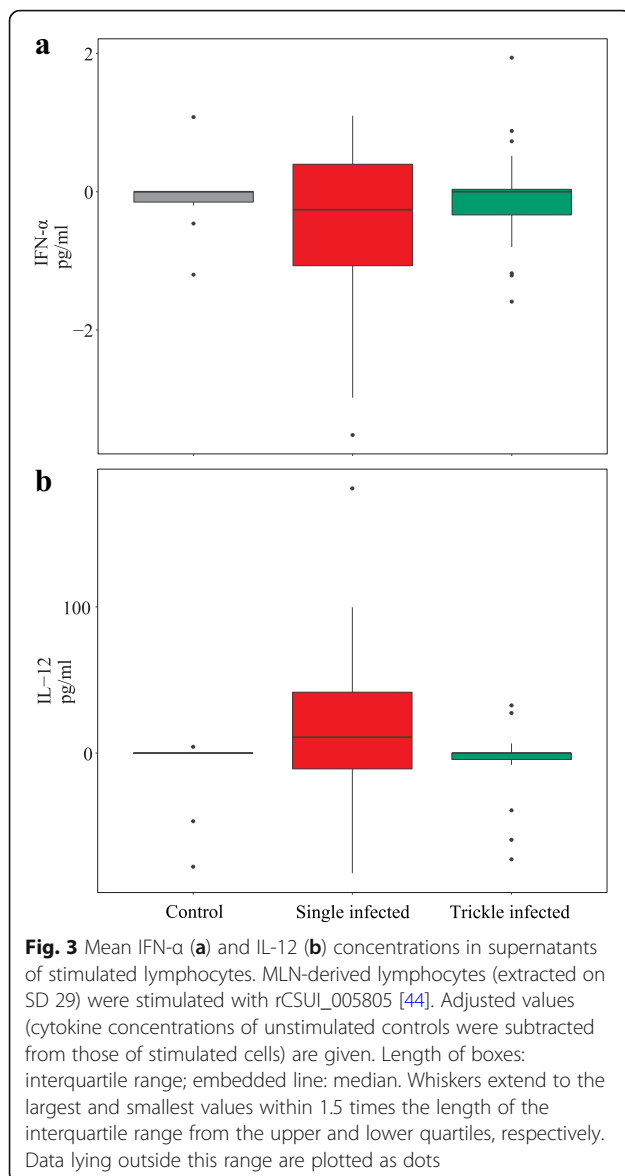 a
2
0
−2
IFN-α
pg/ml
b
100
0
IL−12
pg/ml
Control Single infected Trickle infected
Fig. 3 Mean IFN-α (a) and IL-12 (b) concentrations in supernatants
of stimulated lymphocytes. MLN-derived lymphocytes (extracted on
SD 29) were stimulated with rCSUI_005805 [44]. Adjusted values
(cytokine concentrations of unstimulated controls were subtracted
from those of stimulated cells) are given. Length of boxes:
interquartile range; embedded line: median. Whiskers extend to the
largest and smallest values within 1.5 times the length of the
interquartile range from the upper and lower quartiles, respectively.
Data lying outside this range are plotted as dots